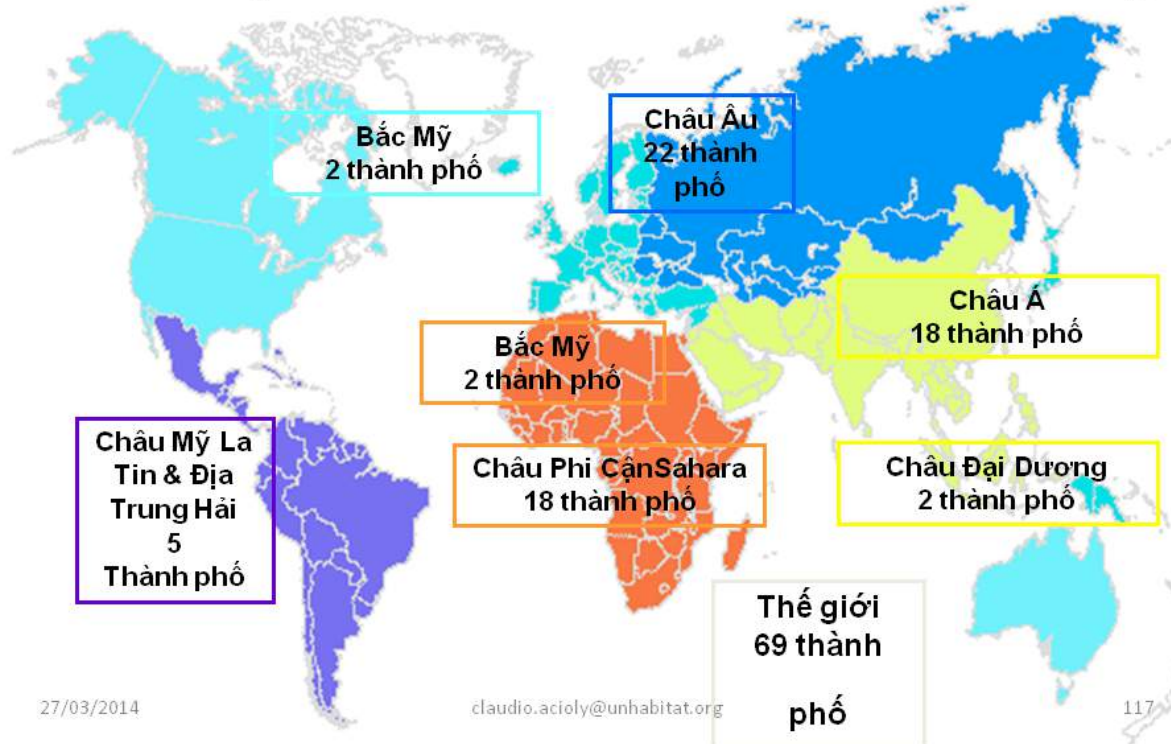 Bắc Mỹ
2 thành phố
Châu Âu
22 thành
phố
Châu Á
18 thành phố
Bắc Mỹ
2 thành phố
Châu Mỹ La
Tin & Địa
Trung Hải
5
Thành phố
Châu Phi CậnSahara
18 thành phố
Châu Đại Dương
2 thành phố
Thế giới
69 thành
phố
27/03/2014
claudio.acioly@unhabitat.org
117